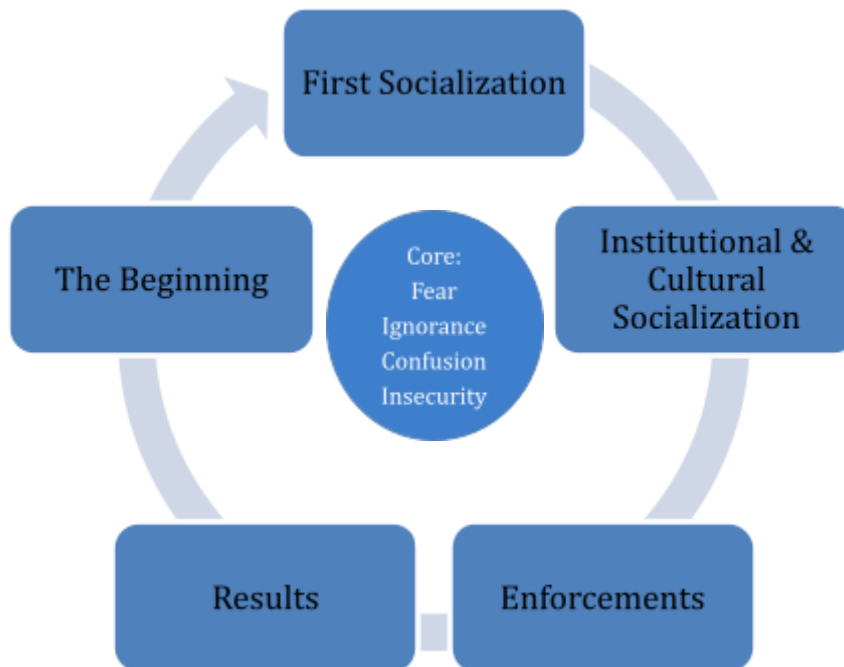 First Socialization
Institutional &
Cultural
Socialization
Enforcements
Results
The Beginning
Core:
Fear
Ignorance
Confusion
Insecurity